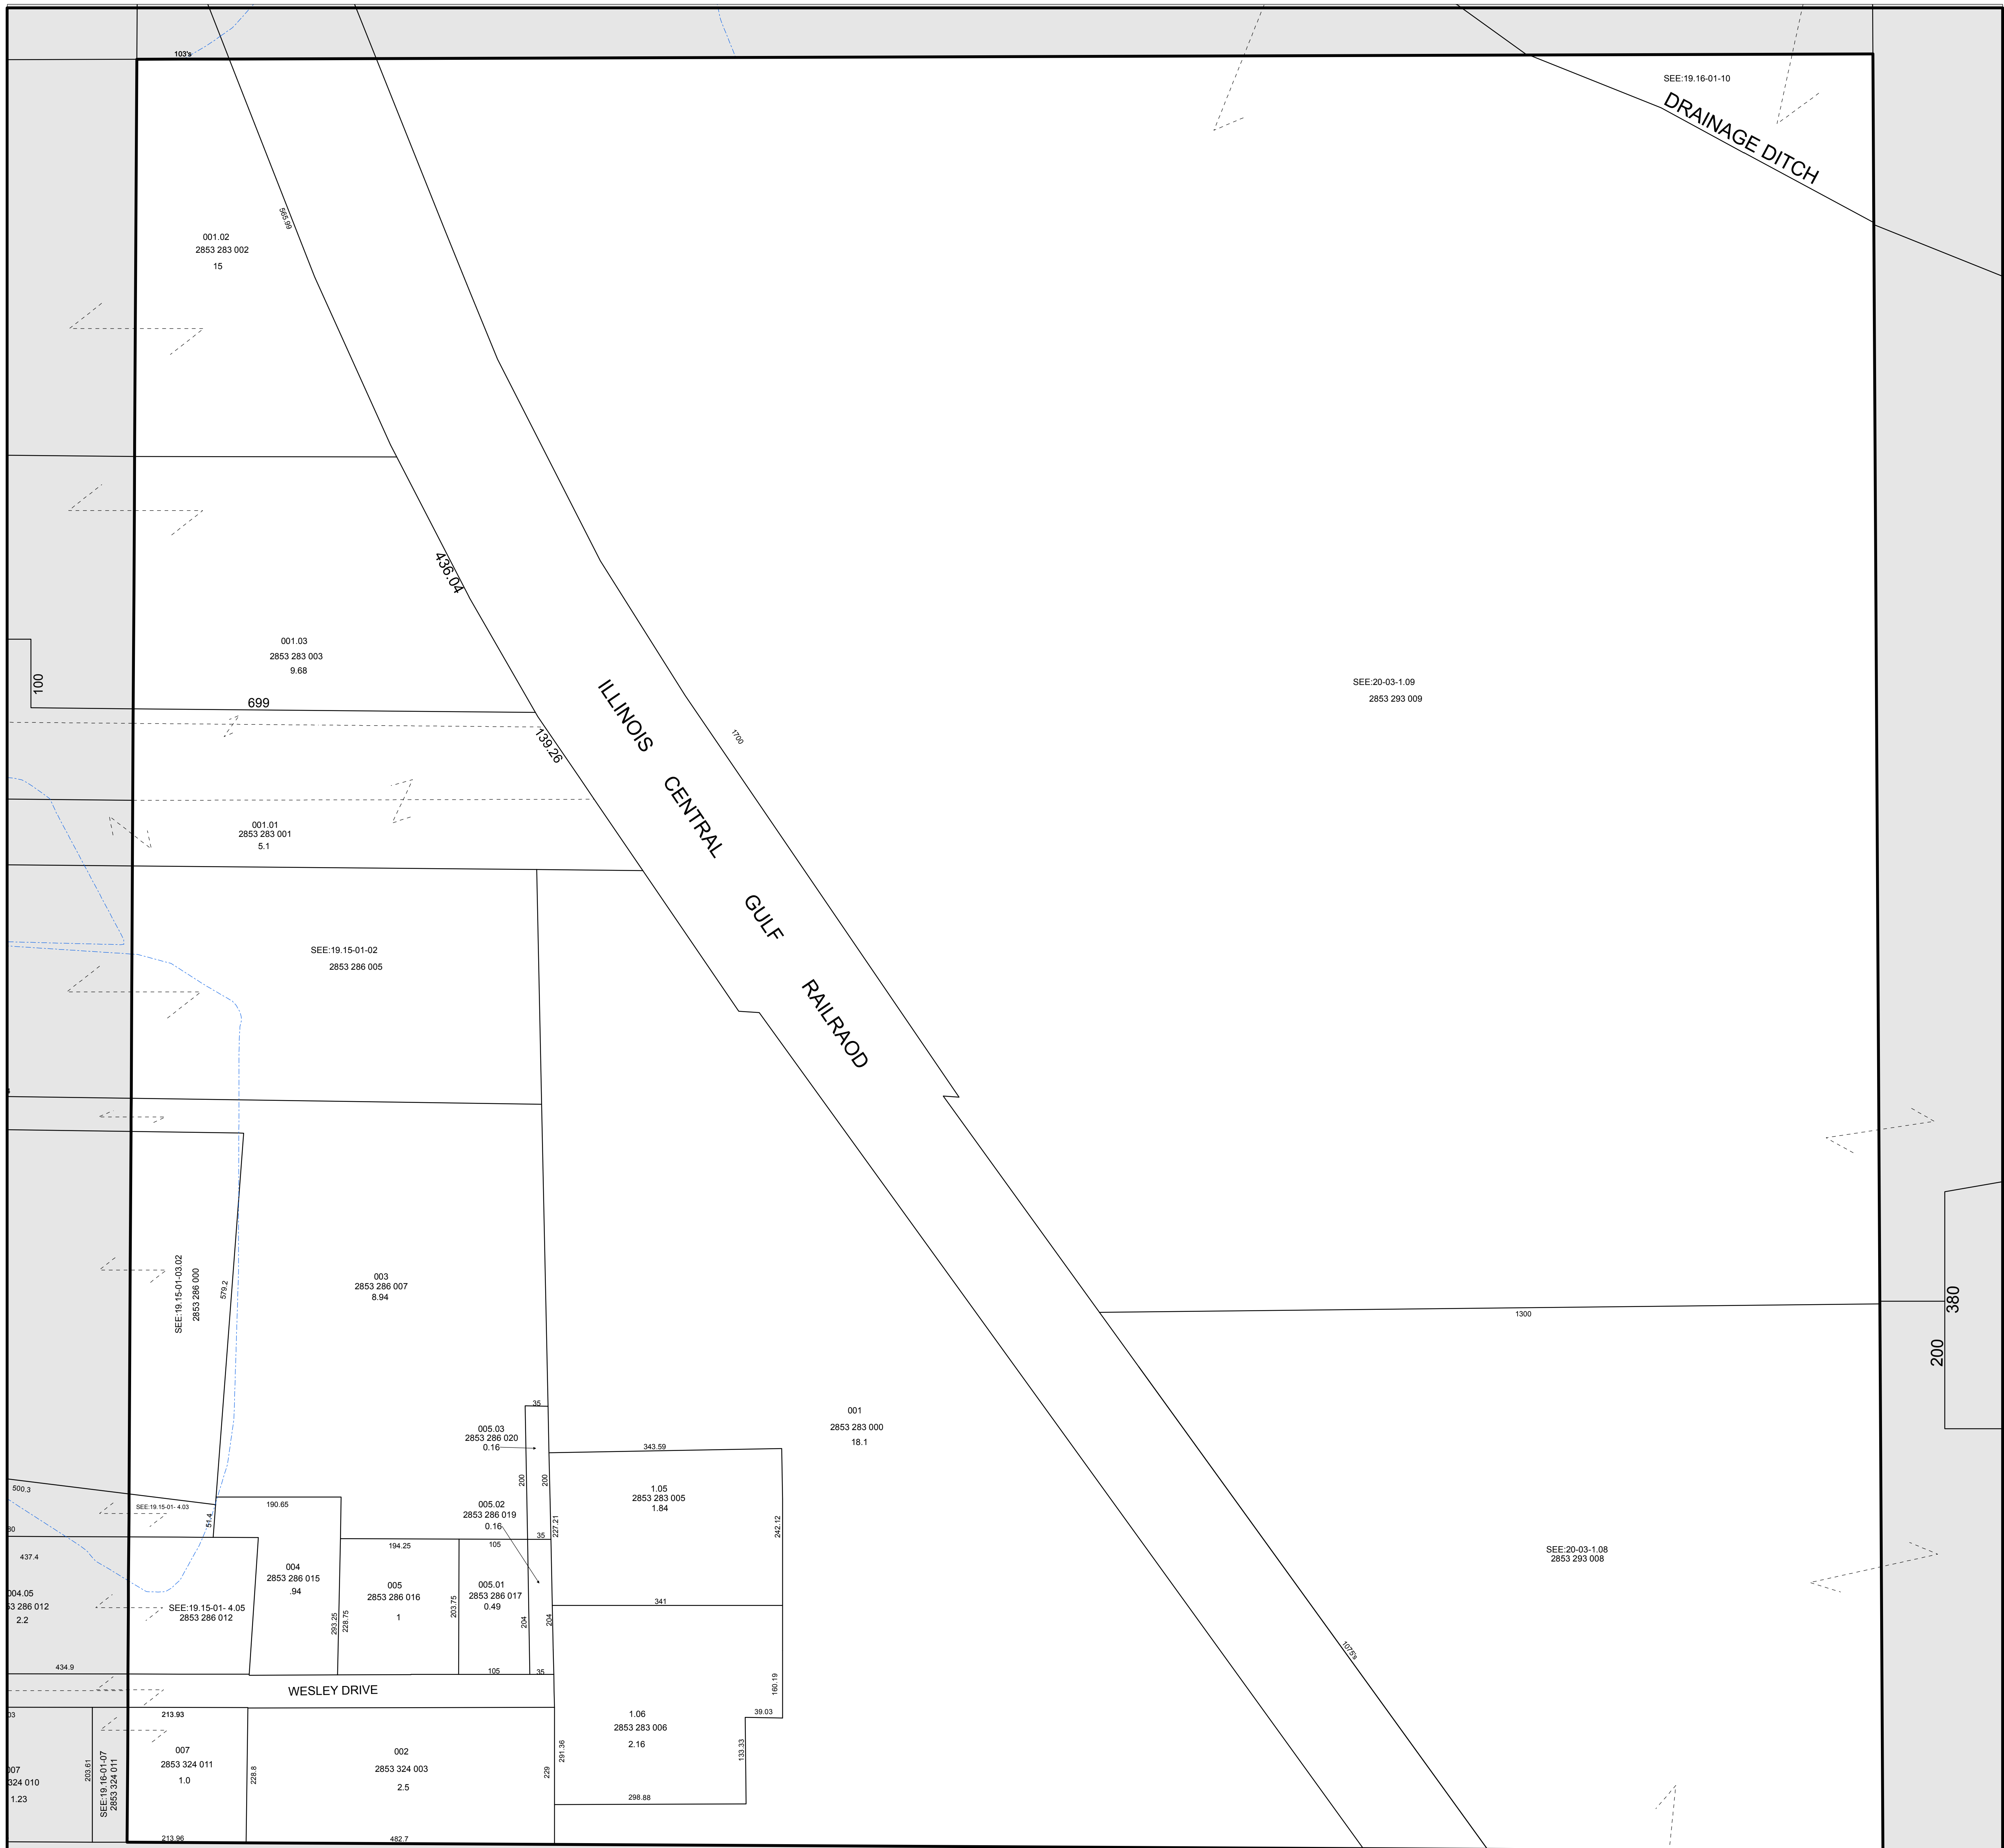 103's
SEE:19.16-01-10
DRAINAGE DITCH
565.99
001.02
2853 283 002
15
436.04
001.03
2853 283 003
9.68
100
699
139.26
ILLINOIS CENTRAL GULF RAILRAOD
1700
SEE:20-03-1.09
2853 293 009
001.01
2853 283 001
5.1
SEE:19.15-01-02
2853 286 005
SEE:19.15-01-03.02
2853 286 000
579.2
003
2853 286 007
8.94
1300
380
200
35
005.03
2853 286 020
0.16
200
200
343.59
001
2853 283 000
18.1
500.3
SEE:19.15-01- 4.03
51.4
190.65
005.02
2853 286 019
0.16
1.05
2853 283 005
1.84
227.21
242.12
80
437.4
194.25
105
35
004
2853 286 015
.94
005
2853 286 016
1
005.01
2853 286 017
0.49
SEE:20-03-1.08
2853 293 008
004.05
53 286 012
2.2
SEE:19.15-01- 4.05
2853 286 012
293.25
228.75
203.75
204
204
341
434.9
105
35
1075's
WESLEY DRIVE
160.19
39.03
03
213.93
1.06
2853 283 006
2.16
007
324 010
1.23
203.61
SEE:19.16-01-07
2853 324 011
007
2853 324 011
1.0
228.8
002
2853 324 003
2.5
229
291.36
133.33
298.88
213.96
482.7